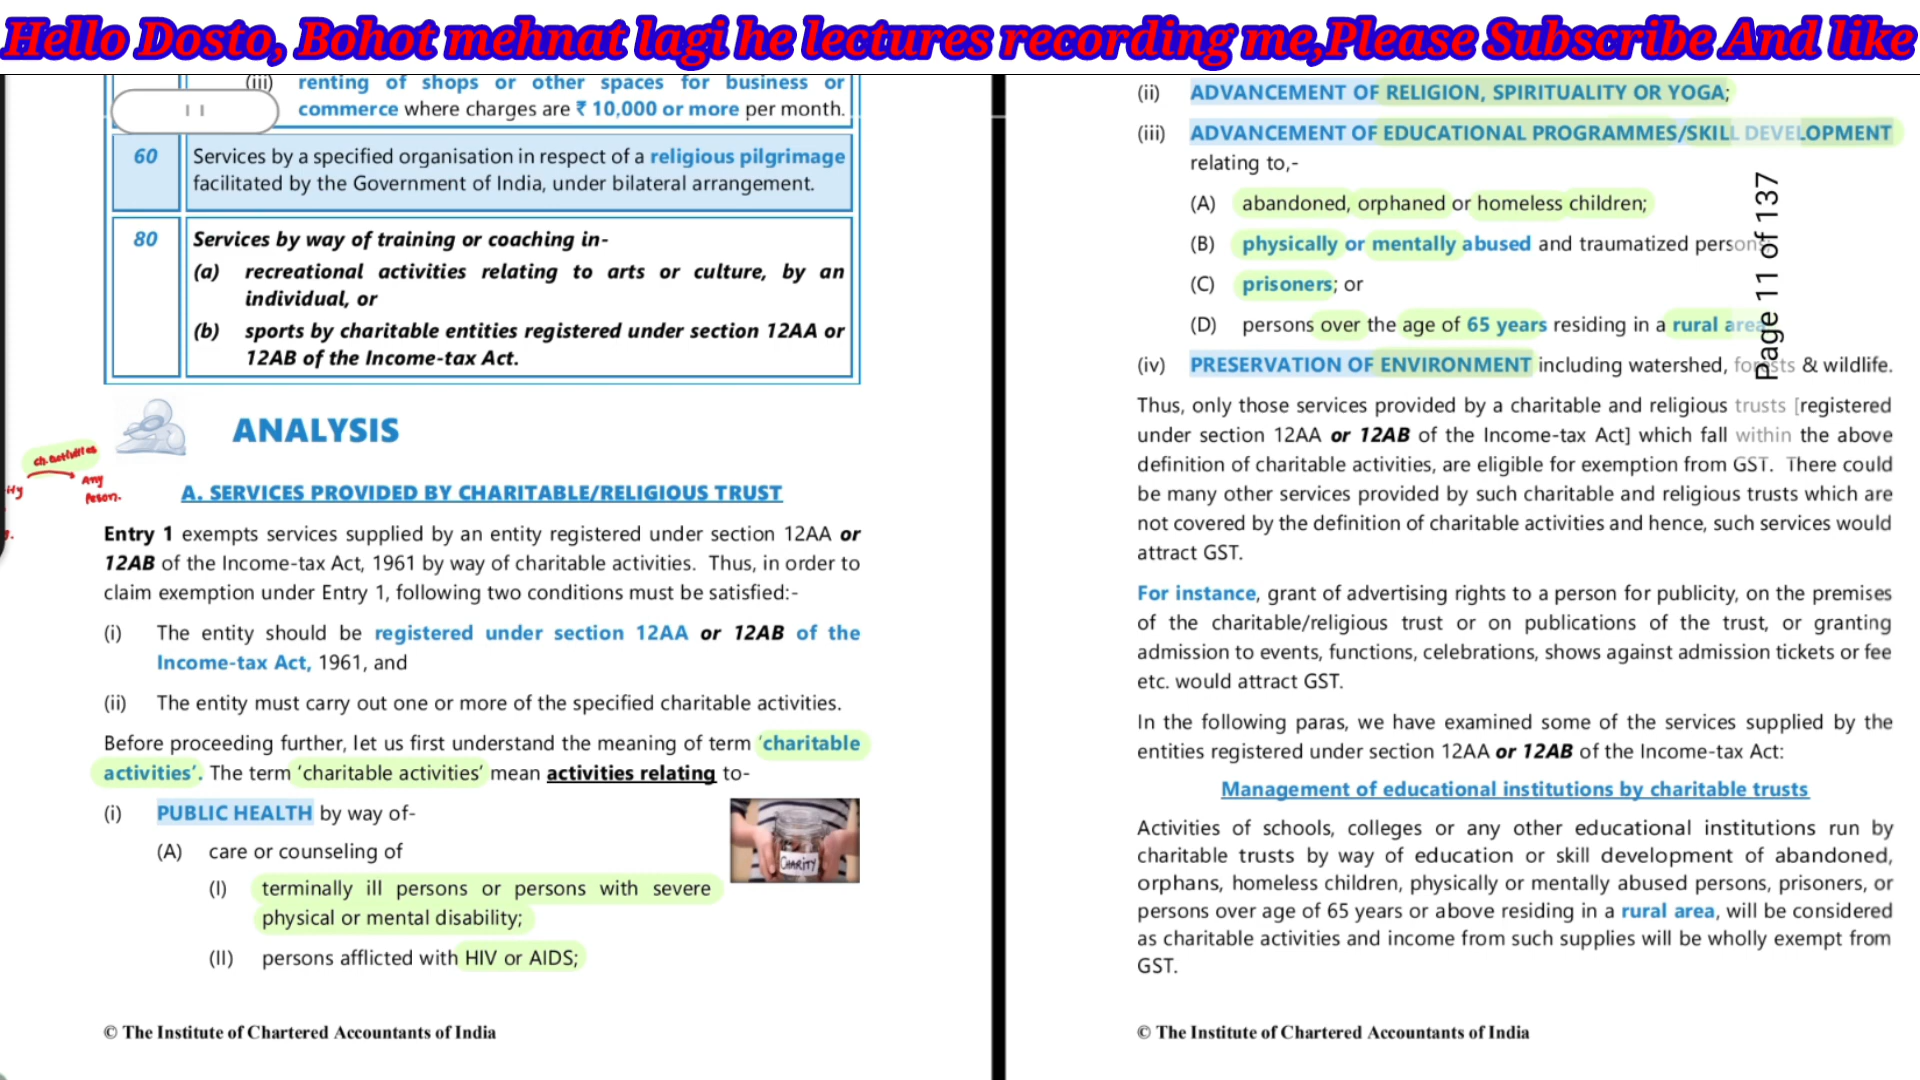 Hello Dosto, Bohot mehnat lagi he lectures recording me,Please Subscribe And like
(iii) renting of shops or other spaces for business or
commerce where charges are ₹ 10,000 or more per month.
60 Services by a specified organisation in respect of a religious pilgrimage
facilitated by the Government of India, under bilateral arrangement.
80 Services by way of training or coaching in-
(a) recreational activities relating to arts or culture, by an
individual, or
(b) sports by charitable entities registered under section 12AA or
12AB of the Income-tax Act.
ANALYSIS
ch.activities
Any
Person.
A. SERVICES PROVIDED BY CHARITABLE/RELIGIOUS TRUST
Entry 1 exempts services supplied by an entity registered under section 12AA or
12AB of the Income-tax Act, 1961 by way of charitable activities. Thus, in order to
claim exemption under Entry 1, following two conditions must be satisfied:-
(i) The entity should be registered under section 12AA or 12AB of the
Income-tax Act, 1961, and
(ii) The entity must carry out one or more of the specified charitable activities.
Before proceeding further, let us first understand the meaning of term ‘charitable
activities’. The term ‘charitable activities’ mean activities relating to-
(i) PUBLIC HEALTH by way of-
(A) care or counseling of
(I) terminally ill persons or persons with severe
physical or mental disability;
(II) persons afflicted with HIV or AIDS;
CHARITY
© The Institute of Chartered Accountants of India
(ii) ADVANCEMENT OF RELIGION, SPIRITUALITY OR YOGA;
(iii) ADVANCEMENT OF EDUCATIONAL PROGRAMMES/SKILL DEVELOPMENT
relating to,-
(A) abandoned, orphaned or homeless children;
(B) physically or mentally abused and traumatized persons;
(C) prisoners; or
(D) persons over the age of 65 years residing in a rural area
(iv) PRESERVATION OF ENVIRONMENT including watershed, forests & wildlife.
Page 11 of 137
Thus, only those services provided by a charitable and religious trusts [registered
under section 12AA or 12AB of the Income-tax Act] which fall within the above
definition of charitable activities, are eligible for exemption from GST. There could
be many other services provided by such charitable and religious trusts which are
not covered by the definition of charitable activities and hence, such services would
attract GST.
For instance, grant of advertising rights to a person for publicity, on the premises
of the charitable/religious trust or on publications of the trust, or granting
admission to events, functions, celebrations, shows against admission tickets or fee
etc. would attract GST.
In the following paras, we have examined some of the services supplied by the
entities registered under section 12AA or 12AB of the Income-tax Act:
Management of educational institutions by charitable trusts
Activities of schools, colleges or any other educational institutions run by
charitable trusts by way of education or skill development of abandoned,
orphans, homeless children, physically or mentally abused persons, prisoners, or
persons over age of 65 years or above residing in a rural area, will be considered
as charitable activities and income from such supplies will be wholly exempt from
GST.
© The Institute of Chartered Accountants of India